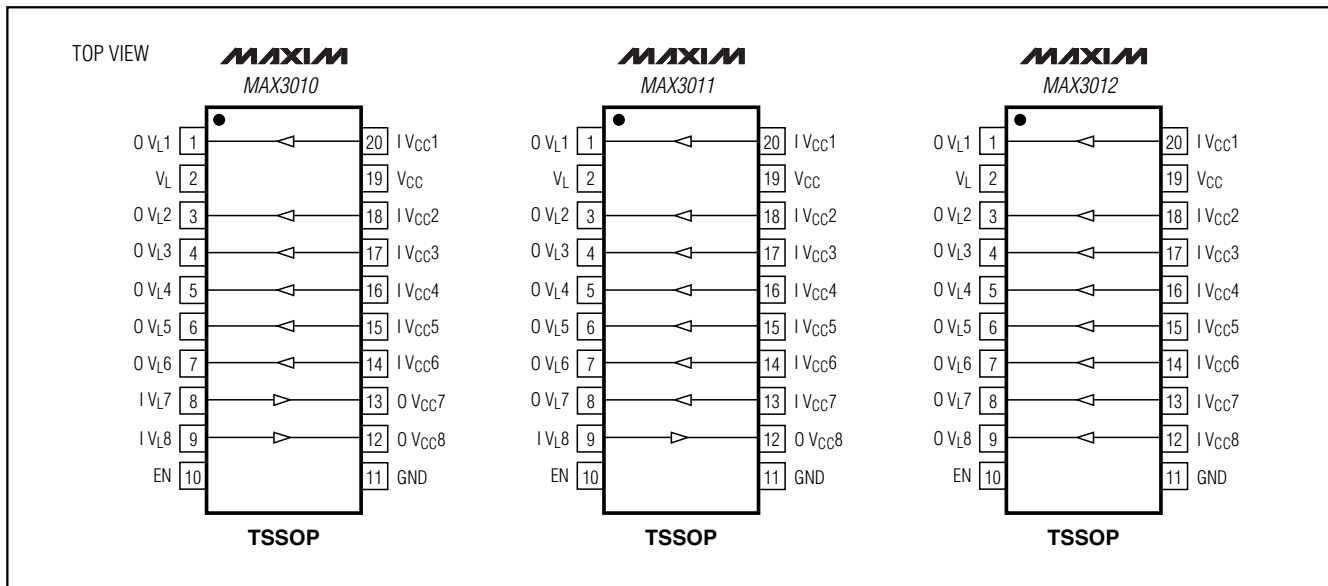 TOP VIEW
MAXIM
MAX3010
O VL1 1 20 I VCC1
VL 2 19 VCC
O VL2 3 18 I VCC2
O VL3 4 17 I VCC3
O VL4 5 16 I VCC4
O VL5 6 15 I VCC5
O VL6 7 14 I VCC6
I VL7 8 13 O VCC7
I VL8 9 12 O VCC8
EN 10 11 GND
TSSOP
MAXIM
MAX3011
O VL1 1 20 I VCC1
VL 2 19 VCC
O VL2 3 18 I VCC2
O VL3 4 17 I VCC3
O VL4 5 16 I VCC4
O VL5 6 15 I VCC5
O VL6 7 14 I VCC6
O VL7 8 13 I VCC7
I VL8 9 12 O VCC8
EN 10 11 GND
TSSOP
MAXIM
MAX3012
O VL1 1 20 I VCC1
VL 2 19 VCC
O VL2 3 18 I VCC2
O VL3 4 17 I VCC3
O VL4 5 16 I VCC4
O VL5 6 15 I VCC5
O VL6 7 14 I VCC6
O VL7 8 13 I VCC7
O VL8 9 12 I VCC8
EN 10 11 GND
TSSOP